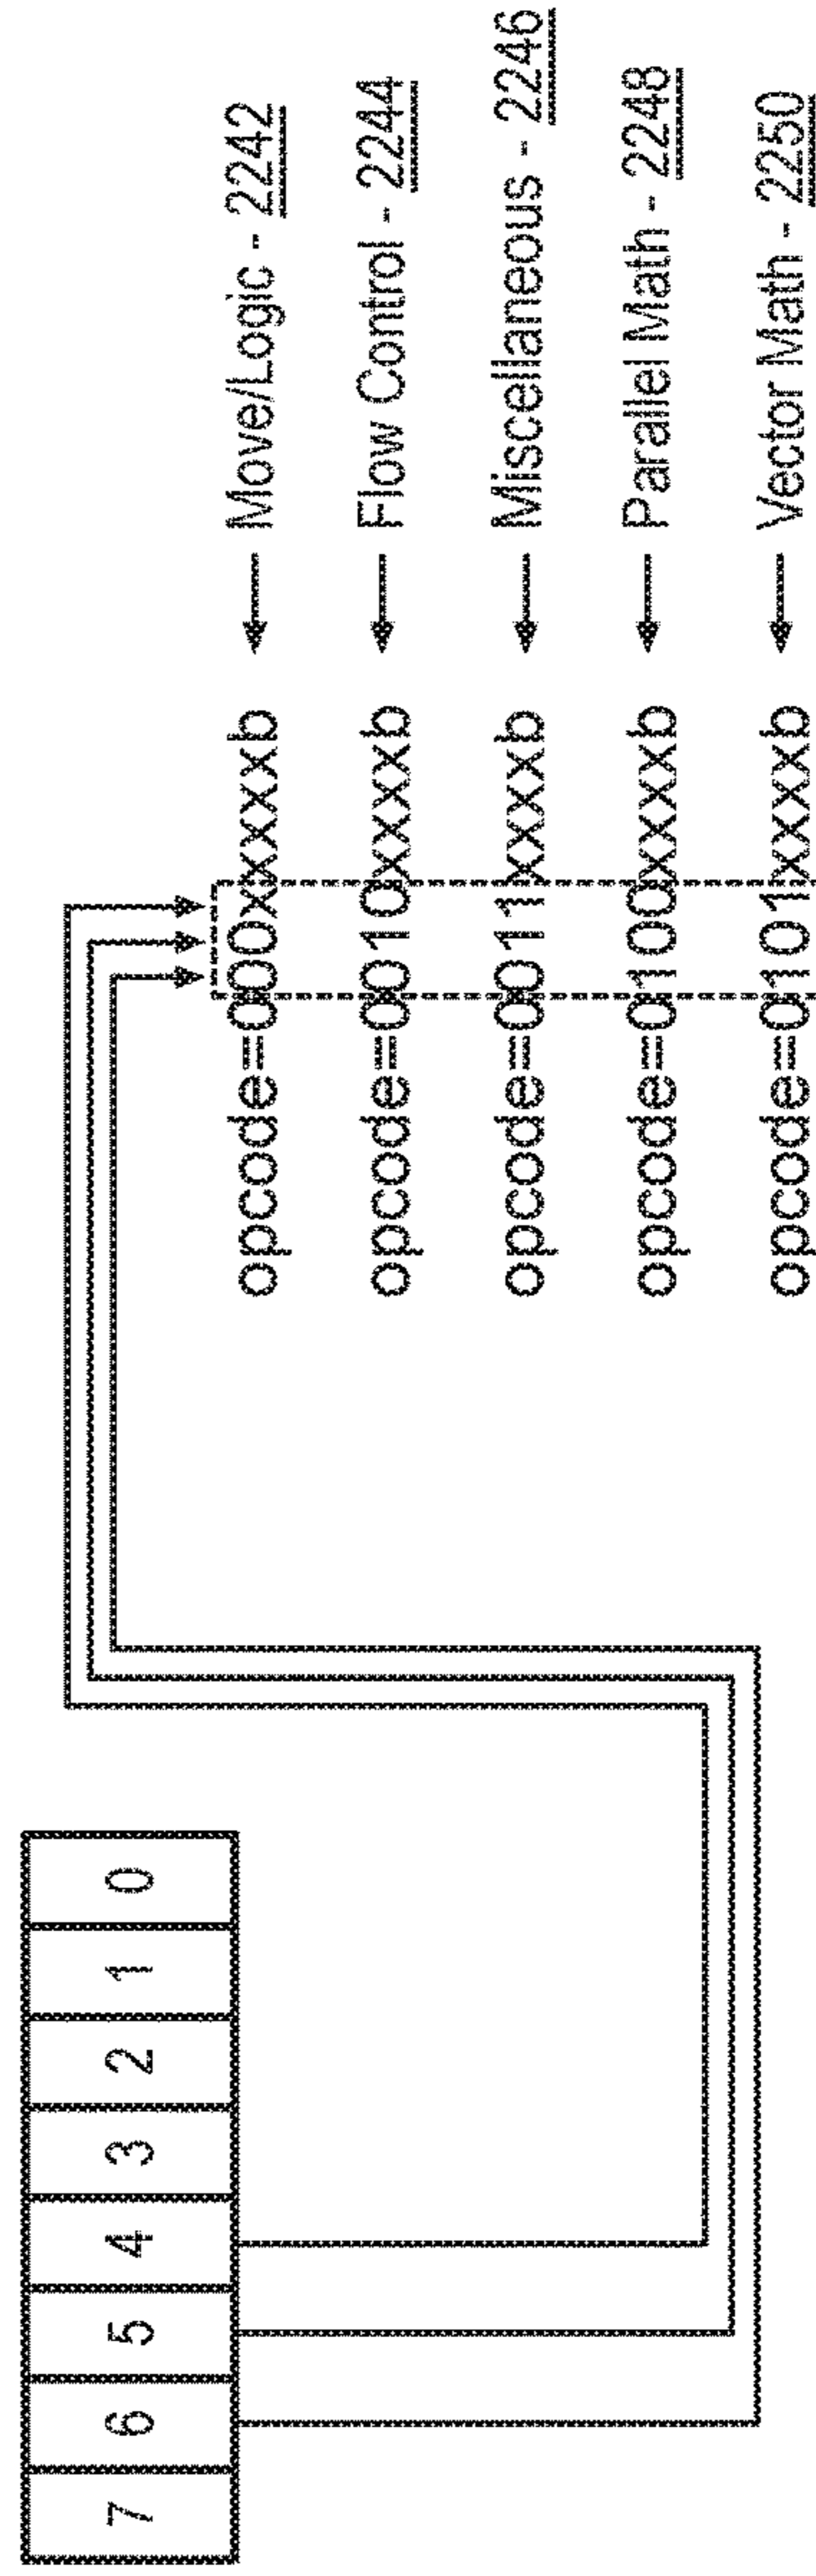 7 6 5 4 3 2 1 0
opcode=000xxxxxb ← Move/Logic - 2242
opcode=0010xxxxb ← Flow Control - 2244
opcode=0011xxxxb ← Miscellaneous - 2246
opcode=0100xxxxb ← Parallel Math - 2248
opcode=0101xxxxb ← Vector Math - 2250